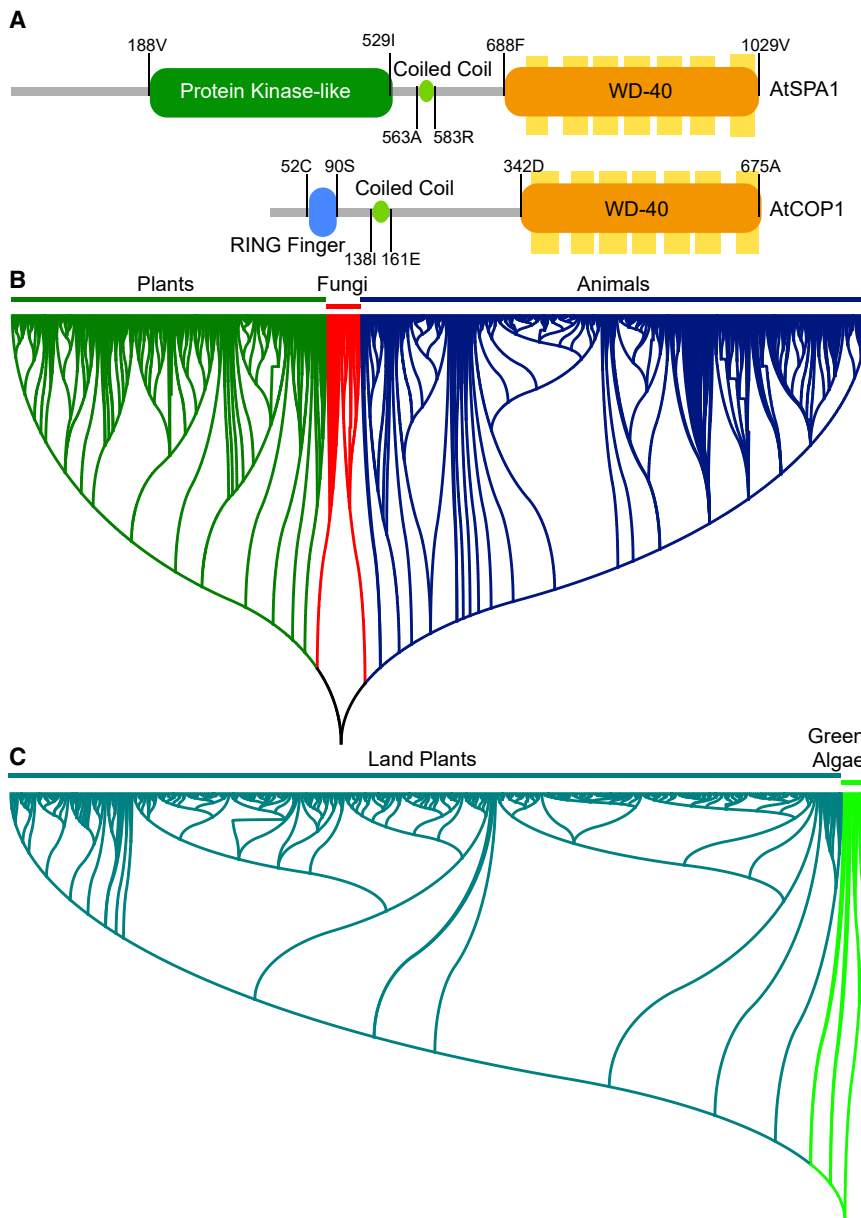 A
188V 529I 688F 1029V
Coiled Coil
Protein Kinase-like WD-40 AtSPA1
563A 583R
52C 90S 342D 675A
Coiled Coil
WD-40 AtCOP1
RING Finger
138I 161E
B
Plants Fungi Animals
C
Green
Land Plants Algae